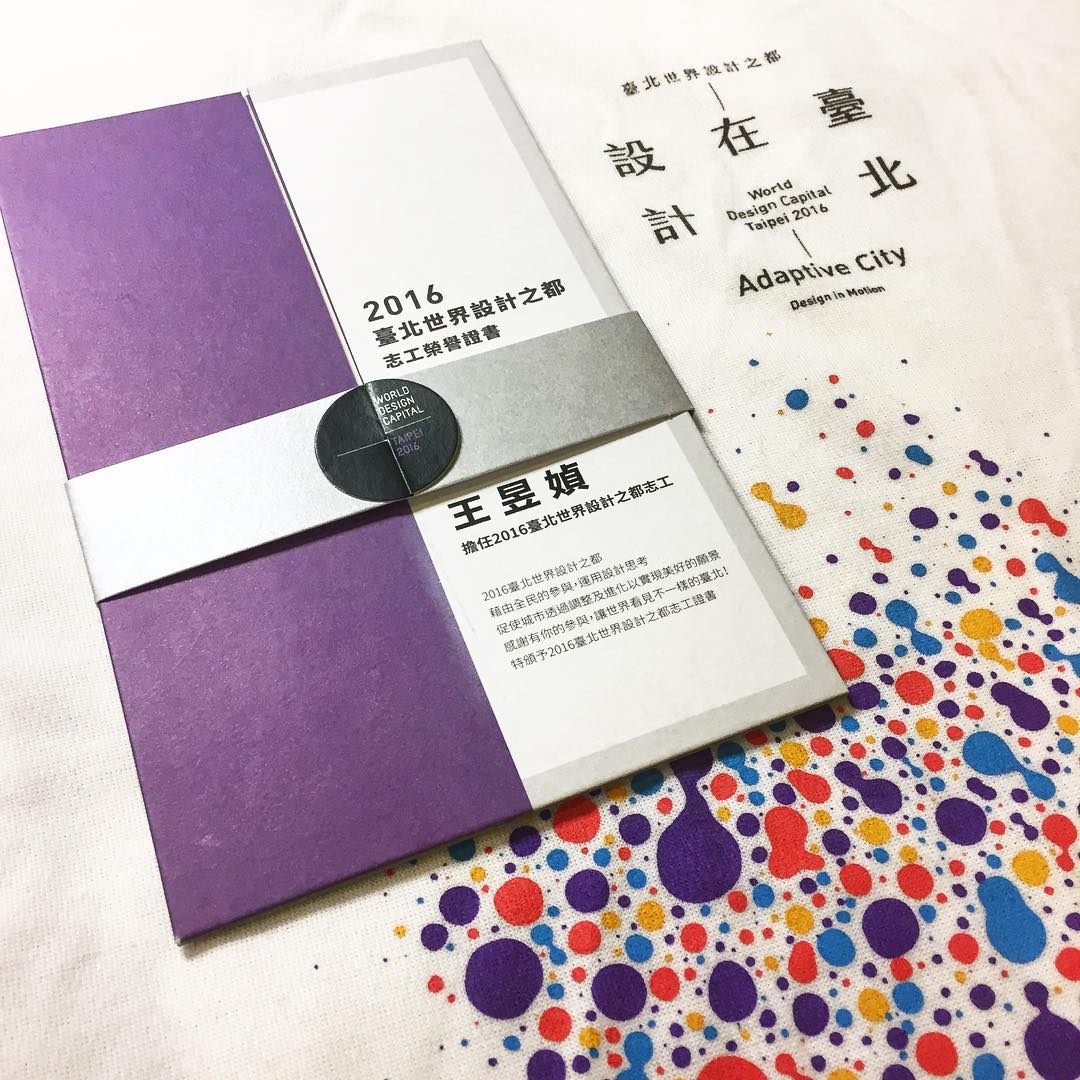 2016
臺北世界設計之都
志工榮譽證書
WORLD
DESIGN
CAPITAL
TAIPEI
2016
王昱媜
擔任2016臺北世界設計之都志工
2016臺北世界設計之都
藉由全民的參與,運用設計思考
促使城市透過調整及進化以實現美好的願景
感謝有你的參與,讓世界看見不一樣的臺北!
特頒予2016臺北世界設計之都志工證書
臺北世界設計之都
臺北
在
設計
World
Design Capital
Taipei 2016
Adaptive City
Design in Motion